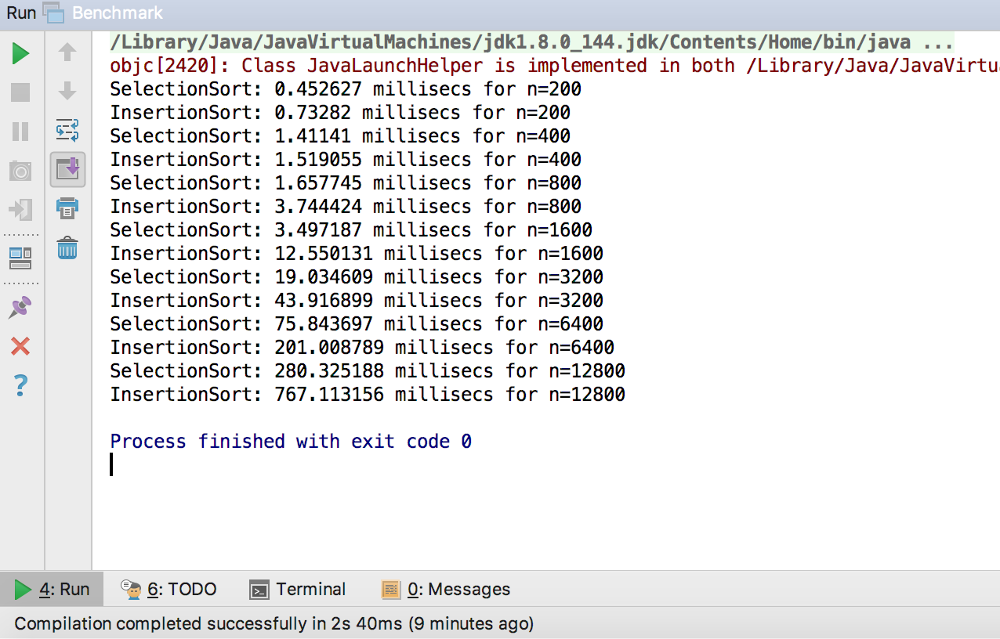 Run Benchmark
/Library/Java/JavaVirtualMachines/jdk1.8.0_144.jdk/Contents/Home/bin/java ...
objc[2420]: Class JavaLaunchHelper is implemented in both /Library/Java/JavaVirtu
SelectionSort: 0.452627 millisecs for n=200
InsertionSort: 0.73282 millisecs for n=200
SelectionSort: 1.41141 millisecs for n=400
InsertionSort: 1.519055 millisecs for n=400
SelectionSort: 1.657745 millisecs for n=800
InsertionSort: 3.744424 millisecs for n=800
SelectionSort: 3.497187 millisecs for n=1600
InsertionSort: 12.550131 millisecs for n=1600
SelectionSort: 19.034609 millisecs for n=3200
InsertionSort: 43.916899 millisecs for n=3200
SelectionSort: 75.843697 millisecs for n=6400
InsertionSort: 201.008789 millisecs for n=6400
SelectionSort: 280.325188 millisecs for n=12800
InsertionSort: 767.113156 millisecs for n=12800
Process finished with exit code 0
4: Run 6: TODO Terminal 0: Messages
Compilation completed successfully in 2s 40ms (9 minutes ago)